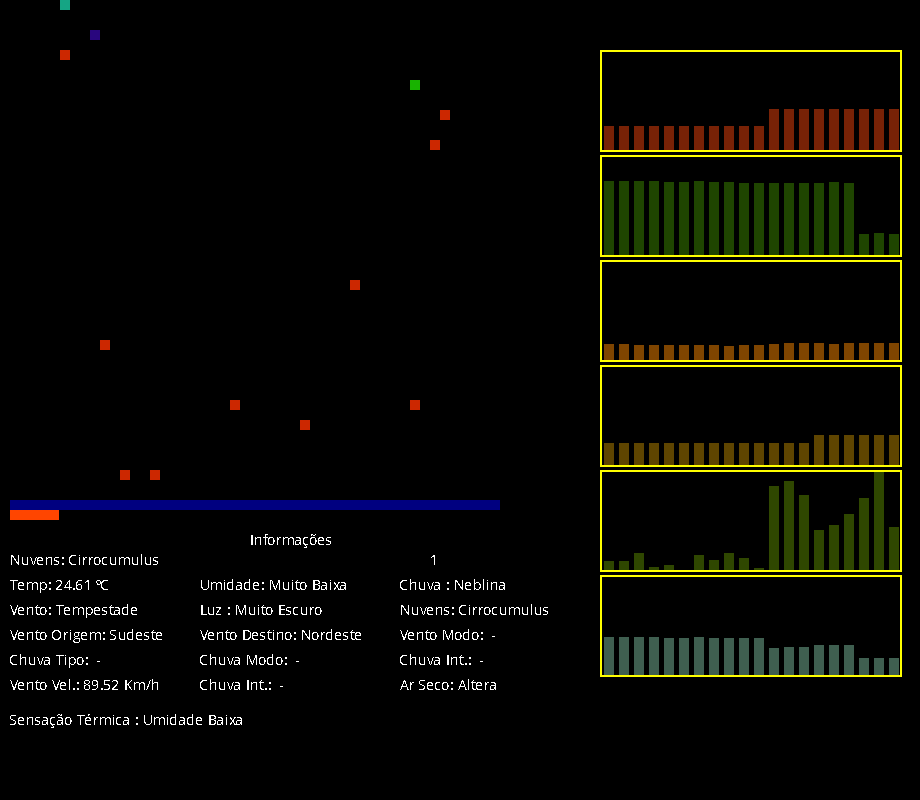 Informações
Nuvens: Cirrocumulus 1
Temp: 24.61 ºC Umidade: Muito Baixa Chuva : Neblina
Vento: Tempestade Luz : Muito Escuro Nuvens: Cirrocumulus
Vento Origem: Sudeste Vento Destino: Nordeste Vento Modo: -
Chuva Tipo: - Chuva Modo: - Chuva Int.: -
Vento Vel.: 89.52 Km/h Chuva Int.: - Ar Seco: Altera
Sensação Térmica : Umidade Baixa